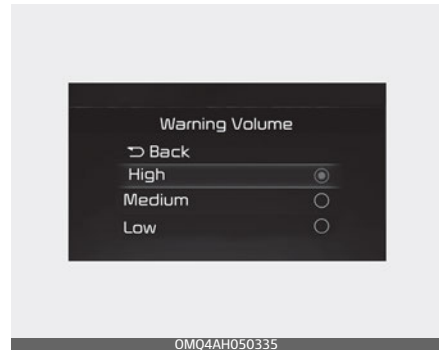 Warning Volume
Back
High
Medium
Low
OMQ4AH050335